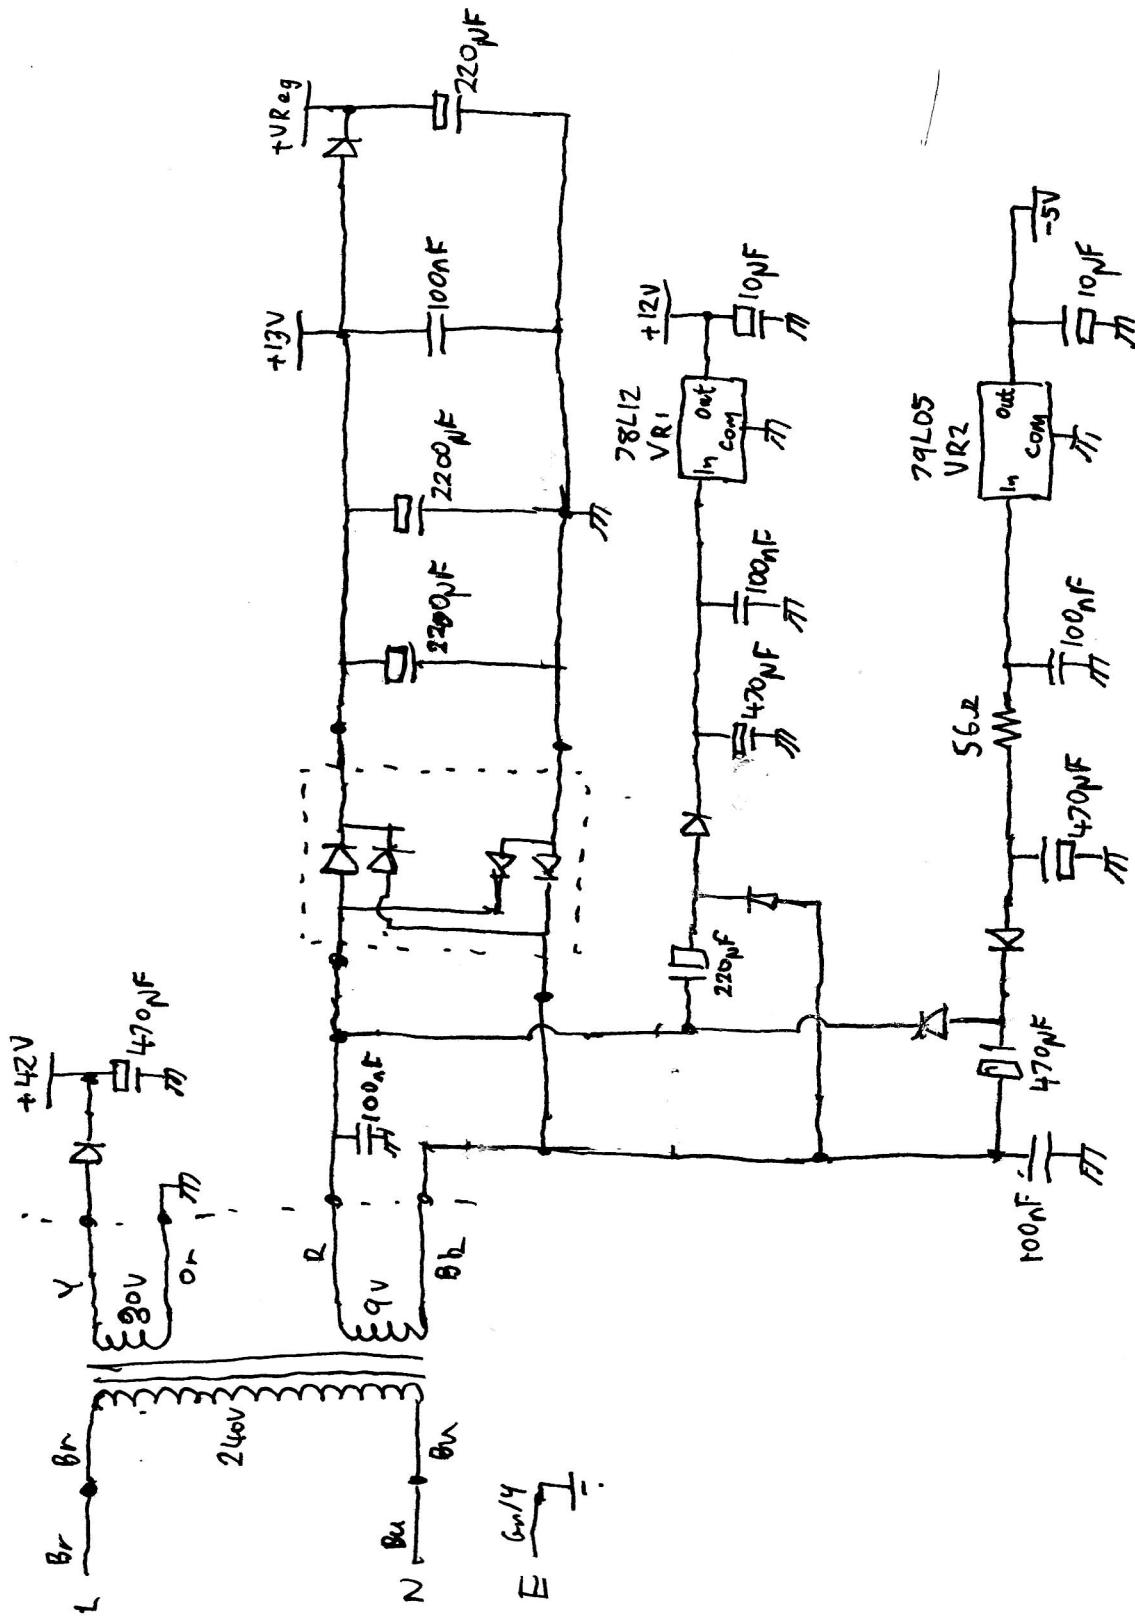 L
Br
Br
240V
N
Bu
Bu
E
Gn/Y
Y
30V
Or
+42V
470µF
R
9V
Bk
100nF
2200µF
2200µF
+13V
100nF
+VReg
220µF
220µF
470µF
100nF
78L12
VR1
In
Out
Com
+12V
10µF
100nF
470µF
470µF
56Ω
100nF
79L05
VR2
In
Out
Com
-5V
10µF